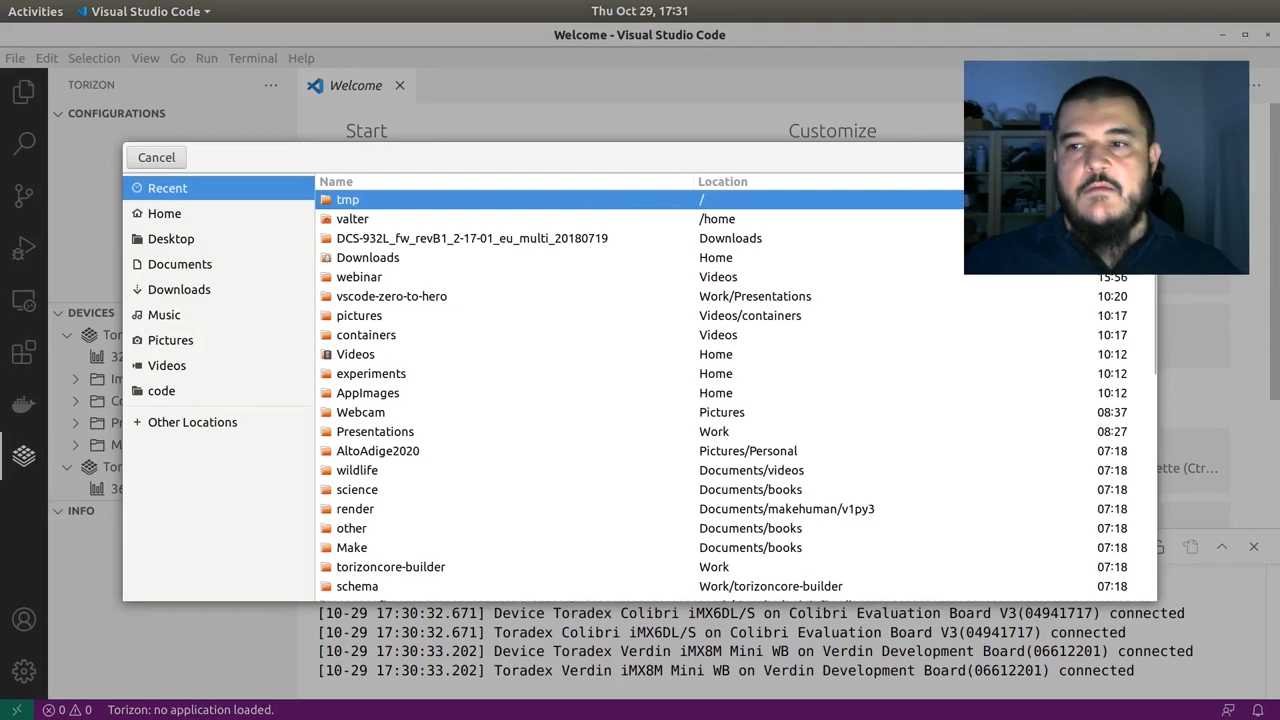 Activities
Visual Studio Code
Thu Oct 29, 17:31
Welcome - Visual Studio Code
File Edit Selection View Go Run Terminal Help
TORIZON
Welcome
CONFIGURATIONS
Start
Customize
Cancel
Recent
Home
Desktop
Documents
Downloads
Music
Pictures
Videos
code
Other Locations
Name Location
tmp /
valter /home
DCS-932L_fw_revB1_2-17-01_eu_multi_20180719 Downloads
Downloads Home
webinar Videos 15:56
vscode-zero-to-hero Work/Presentations 10:20
pictures Videos/containers 10:17
containers Videos 10:17
Videos Home 10:12
experiments Home 10:12
AppImages Home 10:12
Webcam Pictures 08:37
Presentations Work 08:27
AltoAdige2020 Pictures/Personal 07:18
wildlife Documents/videos 07:18
science Documents/books 07:18
render Documents/makehuman/v1py3 07:18
other Documents/books 07:18
Make Documents/books 07:18
torizoncore-builder Work 07:18
schema Work/torizoncore-builder 07:18
DEVICES
Tor
32
Im
Co
Pr
M
Tor
36
INFO
ette (Ctr...
[10-29 17:30:32.671] Device Toradex Colibri iMX6DL/S on Colibri Evaluation Board V3(04941717) connected
[10-29 17:30:32.671] Toradex Colibri iMX6DL/S on Colibri Evaluation Board V3(04941717) connected
[10-29 17:30:33.202] Device Toradex Verdin iMX8M Mini WB on Verdin Development Board(06612201) connected
[10-29 17:30:33.202] Toradex Verdin iMX8M Mini WB on Verdin Development Board(06612201) connected
0 0 Torizon: no application loaded.